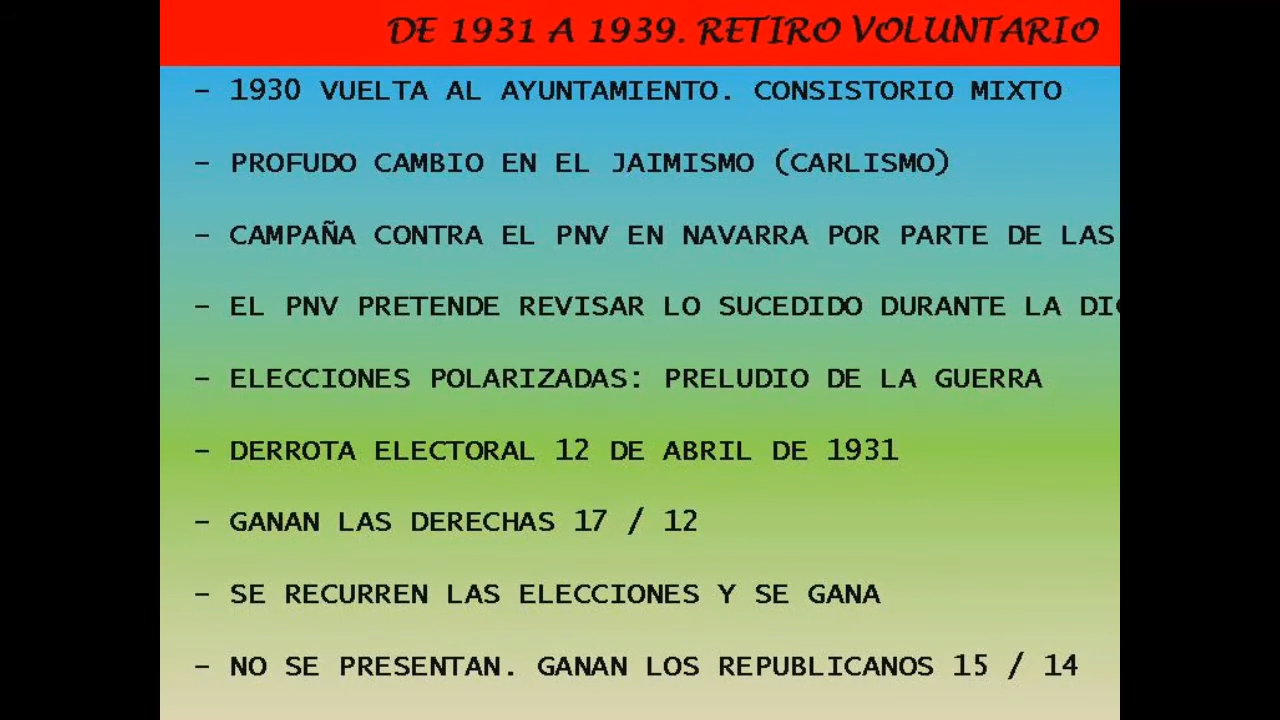 DE 1931 A 1939. RETIRO VOLUNTARIO
- 1930 VUELTA AL AYUNTAMIENTO. CONSISTORIO MIXTO
- PROFUDO CAMBIO EN EL JAIMISMO (CARLISMO)
- CAMPAÑA CONTRA EL PNV EN NAVARRA POR PARTE DE LAS
- EL PNV PRETENDE REVISAR LO SUCEDIDO DURANTE LA
- ELECCIONES POLARIZADAS: PRELUDIO DE LA GUERRA
- DERROTA ELECTORAL 12 DE ABRIL DE 1931
- GANAN LAS DERECHAS 17 / 12
- SE RECURREN LAS ELECCIONES Y SE GANA
- NO SE PRESENTAN. GANAN LOS REPUBLICANOS 15 / 14